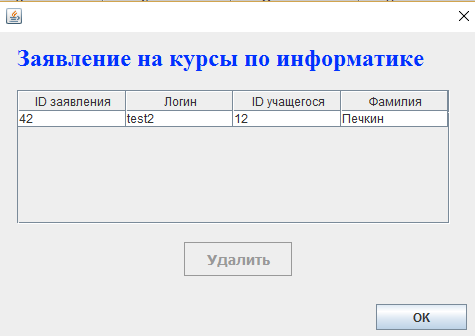 Заявление на курсы по информатике
ID заявления Логин ID учащегося Фамилия
42 test2 12 Печкин
Удалить
OK